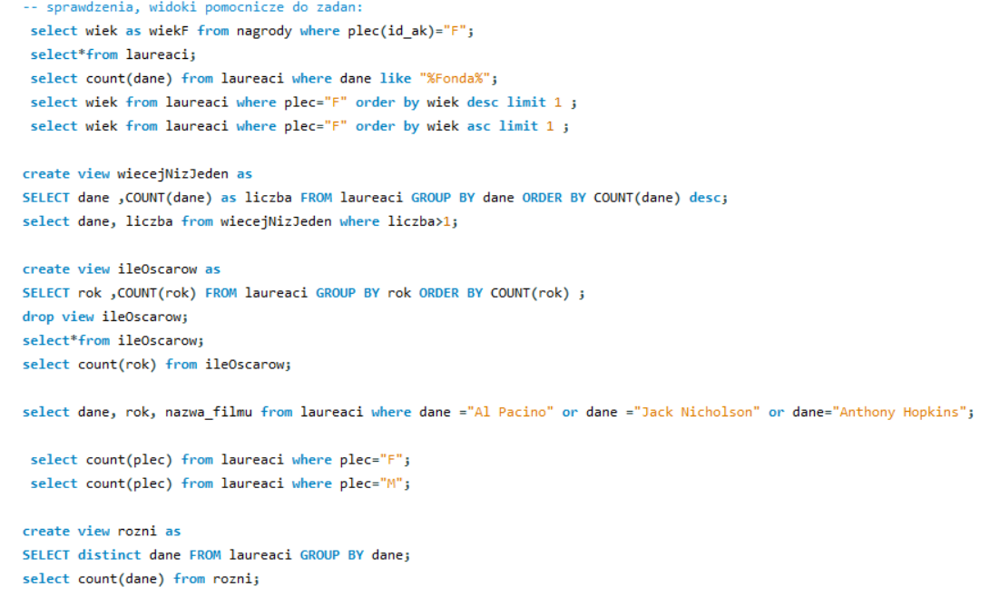 -- sprawdzenia, widoki pomocnicze do zadan:
select wiek as wiekF from nagrody where plec(id_ak)="F";
select*from laureaci;
select count(dane) from laureaci where dane like "%Fonda%";
select wiek from laureaci where plec="F" order by wiek desc limit 1 ;
select wiek from laureaci where plec="F" order by wiek asc limit 1 ;
create view wiecejNizJeden as
SELECT dane ,COUNT(dane) as liczba FROM laureaci GROUP BY dane ORDER BY COUNT(dane) desc;
select dane, liczba from wiecejNizJeden where liczba>1;
create view ileOscarow as
SELECT rok ,COUNT(rok) FROM laureaci GROUP BY rok ORDER BY COUNT(rok) ;
drop view ileOscarow;
select*from ileOscarow;
select count(rok) from ileOscarow;
select dane, rok, nazwa_filmu from laureaci where dane ="Al Pacino" or dane ="Jack Nicholson" or dane="Anthony Hopkins";
select count(plec) from laureaci where plec="F";
select count(plec) from laureaci where plec="M";
create view rozni as
SELECT distinct dane FROM laureaci GROUP BY dane;
select count(dane) from rozni;